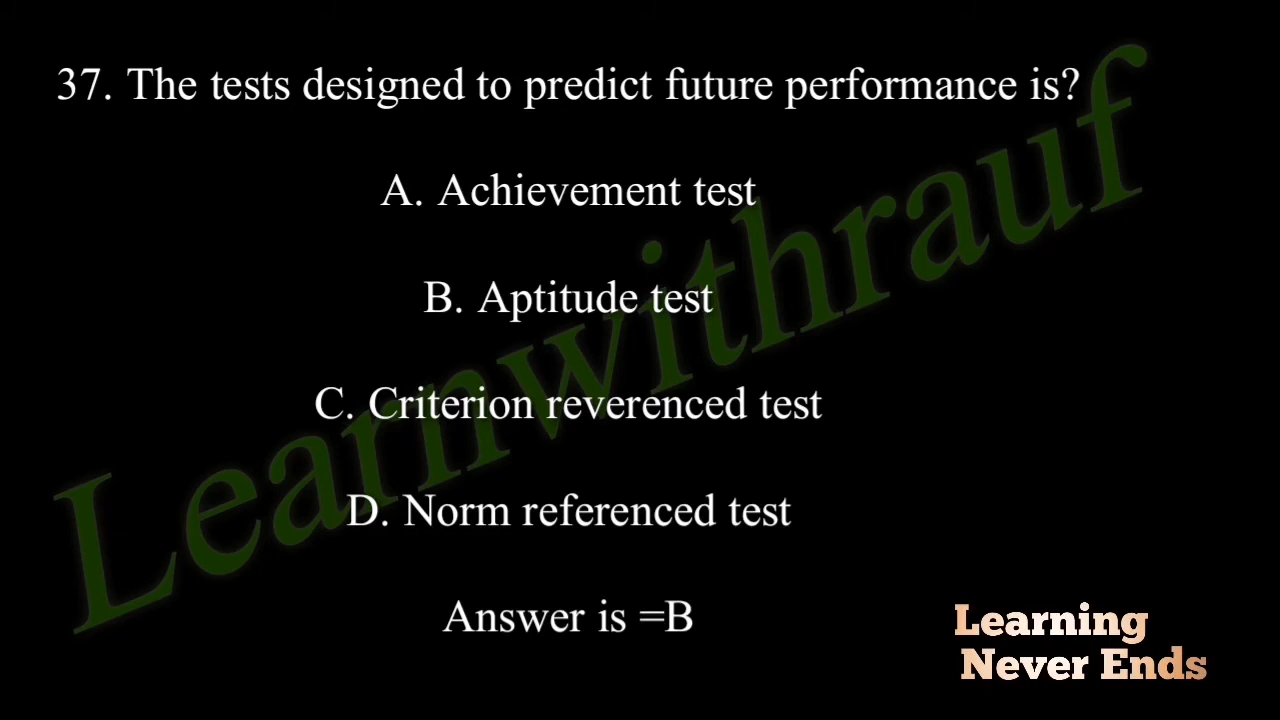 37. The tests designed to predict future performance is?
A. Achievement test
B. Aptitude test
C. Criterion reverenced test
D. Norm referenced test
Answer is =B
Learnwithrauf
Learning
Never Ends